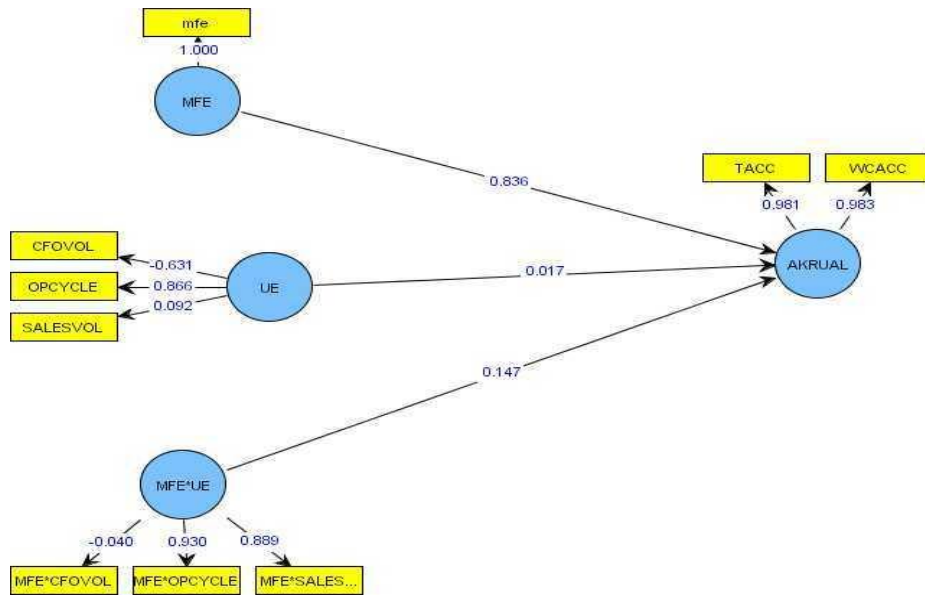 mfe
1.000
MFE
0.836
TACC
WCACC
0.981
0.983
AKRUAL
CFOVOL
-0.631
OPCYCLE
0.866
UE
0.017
SALESVOL
0.092
0.147
MFE*UE
-0.040
0.930
0.889
MFE*CFOVOL
MFE*OPCYCLE
MFE*SALES...